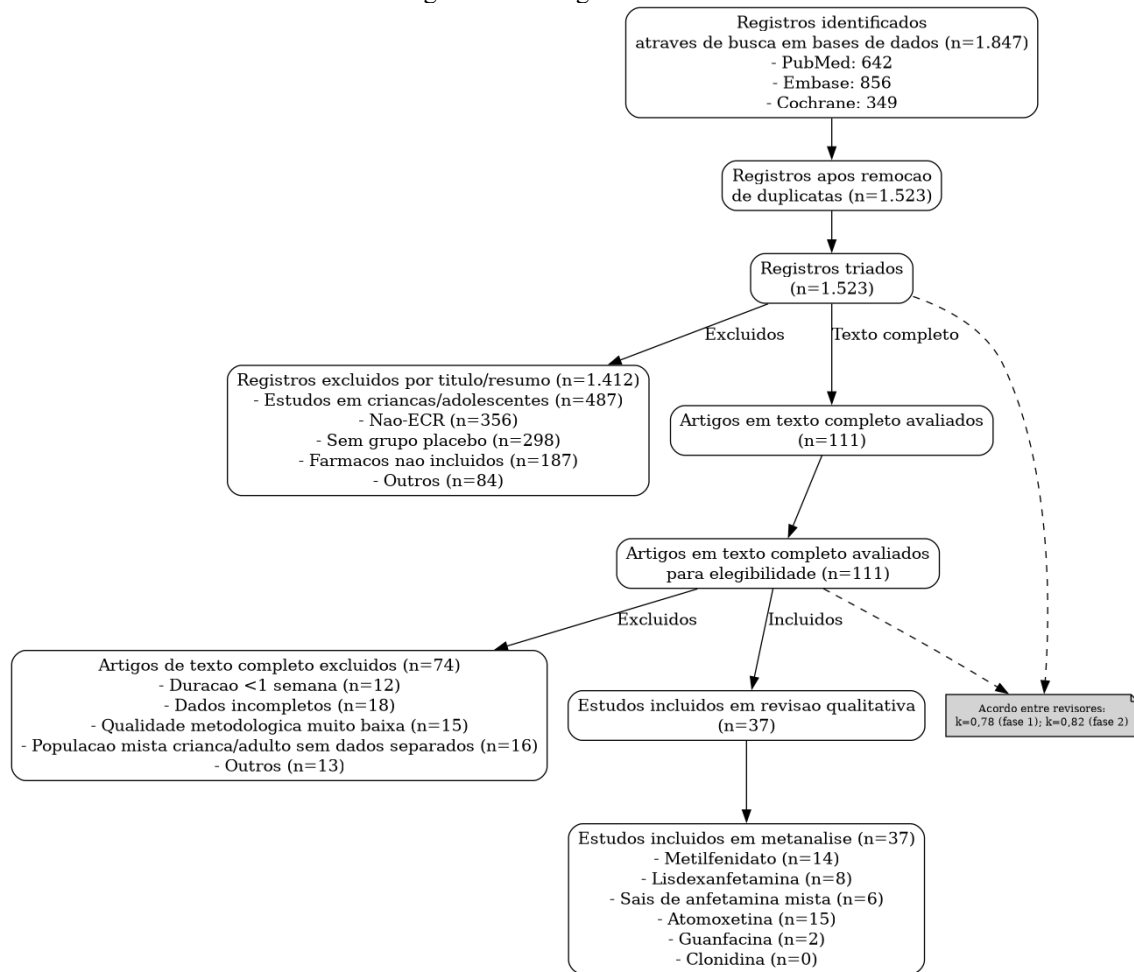 Registros identificados
atraves de busca em bases de dados (n=1.847)
- PubMed: 642
- Embase: 856
- Cochrane: 349
Registros apos remocao
de duplicatas (n=1.523)
Registros triados
(n=1.523)
Excluidos
Texto completo
Registros excluidos por titulo/resumo (n=1.412)
- Estudos em criancas/adolescentes (n=487)
- Nao-ECR (n=356)
- Sem grupo placebo (n=298)
- Farmacos nao incluidos (n=187)
- Outros (n=84)
Artigos em texto completo avaliados
(n=111)
Artigos em texto completo avaliados
para elegibilidade (n=111)
Excluidos
Incluidos
Artigos de texto completo excluidos (n=74)
- Duracao <1 semana (n=12)
- Dados incompletos (n=18)
- Qualidade metodologica muito baixa (n=15)
- Populacao mista crianca/adulto sem dados separados (n=16)
- Outros (n=13)
Estudos incluidos em revisao qualitativa
(n=37)
Acordo entre revisores:
k=0,78 (fase 1); k=0,82 (fase 2)
Estudos incluidos em metanalise (n=37)
- Metilfenidato (n=14)
- Lisdexanfetamina (n=8)
- Sais de anfetamina mista (n=6)
- Atomoxetina (n=15)
- Guanfacina (n=2)
- Clonidina (n=0)